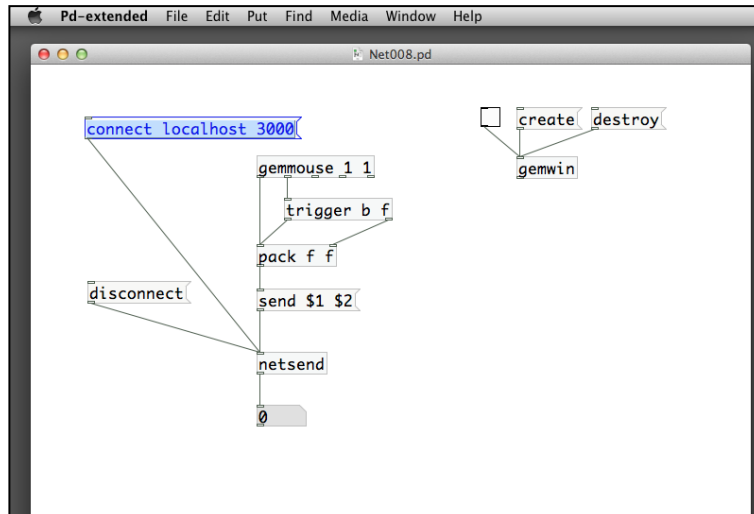 Pd-extended File Edit Put Find Media Window Help
Net008.pd
connect localhost 3000
create
destroy
gemmouse 1 1
gemwin
trigger b f
pack f f
disconnect
send $1 $2
netsend
0